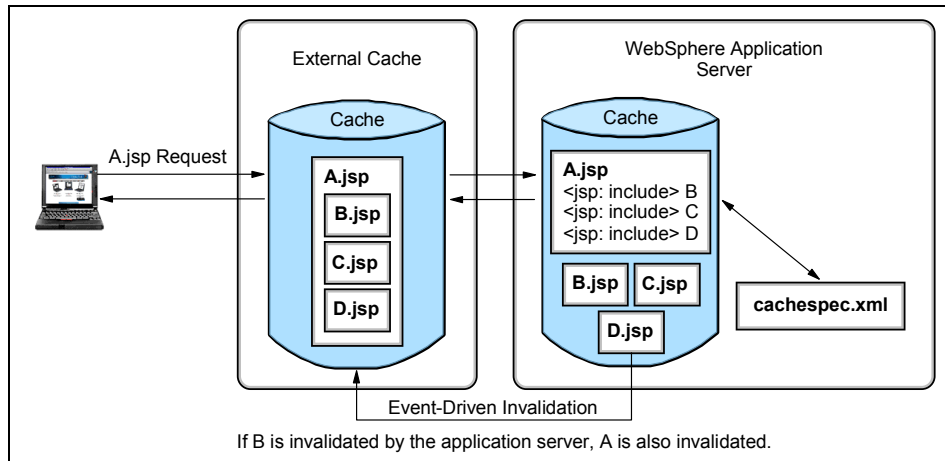 External Cache
WebSphere Application
Server
A.jsp Request
Cache
A.jsp
B.jsp
C.jsp
D.jsp
Cache
A.jsp
<jsp: include> B
<jsp: include> C
<jsp: include> D
B.jsp
C.jsp
D.jsp
cachespec.xml
Event-Driven Invalidation
If B is invalidated by the application server, A is also invalidated.